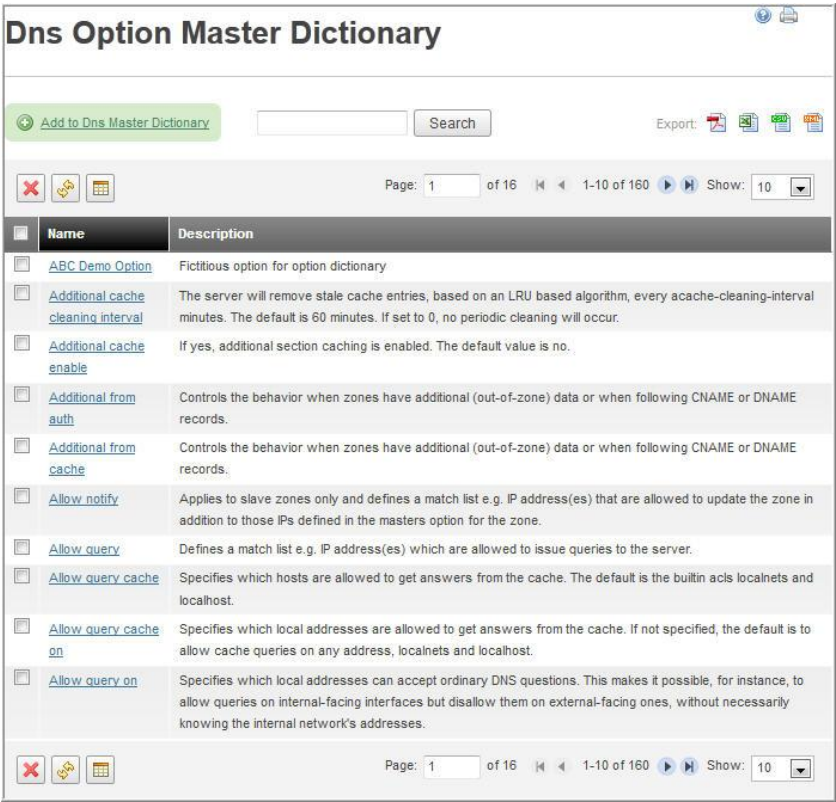 Dns Option Master Dictionary
Add to Dns Master Dictionary
Search
Export:
Page: 1 of 16 1-10 of 160 Show: 10
Name Description
ABC Demo Option Fictitious option for option dictionary
Additional cache The server will remove stale cache entries, based on an LRU based algorithm, every acache-cleaning-interval
cleaning interval minutes. The default is 60 minutes. If set to 0, no periodic cleaning will occur.
Additional cache If yes, additional section caching is enabled. The default value is no.
enable
Additional from Controls the behavior when zones have additional (out-of-zone) data or when following CNAME or DNAME
auth records.
Additional from Controls the behavior when zones have additional (out-of-zone) data or when following CNAME or DNAME
cache records.
Allow notify Applies to slave zones only and defines a match list e.g. IP address(es) that are allowed to update the zone in
addition to those IPs defined in the masters option for the zone.
Allow query Defines a match list e.g. IP address(es) which are allowed to issue queries to the server.
Allow query cache Specifies which hosts are allowed to get answers from the cache. The default is the builtin acls localnets and
localhost.
Allow query cache Specifies which local addresses are allowed to get answers from the cache. If not specified, the default is to
on allow cache queries on any address, localnets and localhost.
Allow query on Specifies which local addresses can accept ordinary DNS questions. This makes it possible, for instance, to
allow queries on internal-facing interfaces but disallow them on external-facing ones, without necessarily
knowing the internal network's addresses.
Page: 1 of 16 1-10 of 160 Show: 10